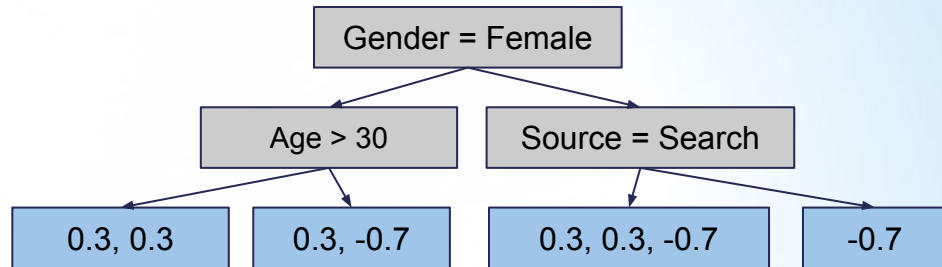 Gender = Female
Age > 30
Source = Search
0.3, 0.3
0.3, -0.7
0.3, 0.3, -0.7
-0.7